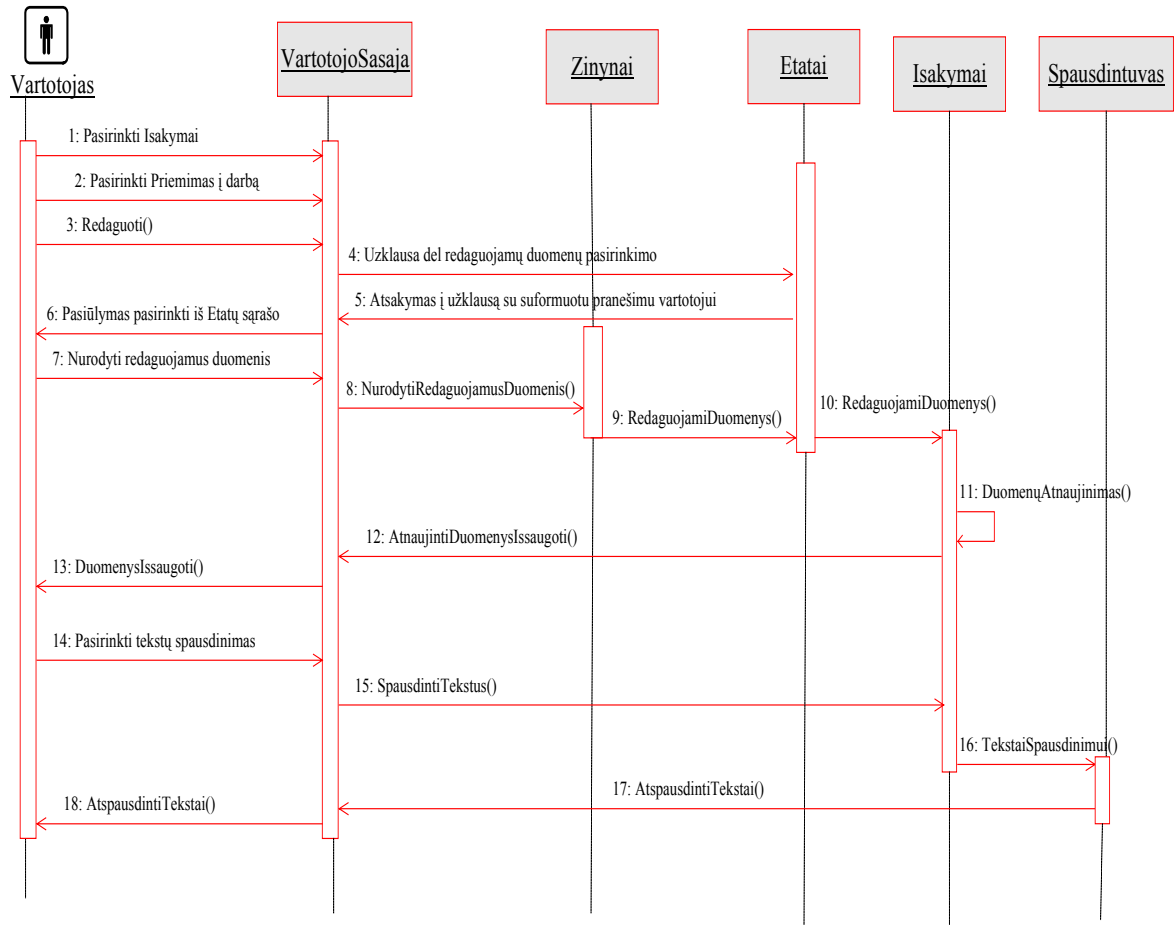 Vartotojas
VartotojoSasaja
Zinynai
Etatai
Isakymai
Spausdintuvas
1: Pasirinkti Isakymai
2: Pasirinkti Priemimas į darbą
3: Redaguoti()
4: Uzklausa del redaguojamų duomenų pasirinkimo
5: Atsakymas į užklausą su suformuotu pranešimu vartotojui
6: Pasiūlymas pasirinkti iš Etatų sąrašo
7: Nurodyti redaguojamus duomenis
8: NurodytiRedaguojamusDuomenis()
9: RedaguojamiDuomenys()
10: RedaguojamiDuomenys()
11: DuomenųAtnaujinimas()
12: AtnaujintiDuomenysIssaugoti()
13: DuomenysIssaugoti()
14: Pasirinkti tekstų spausdinimas
15: SpausdintiTekstus()
16: TekstaiSpausdinimui()
17: AtspausdintiTekstai()
18: AtspausdintiTekstai()